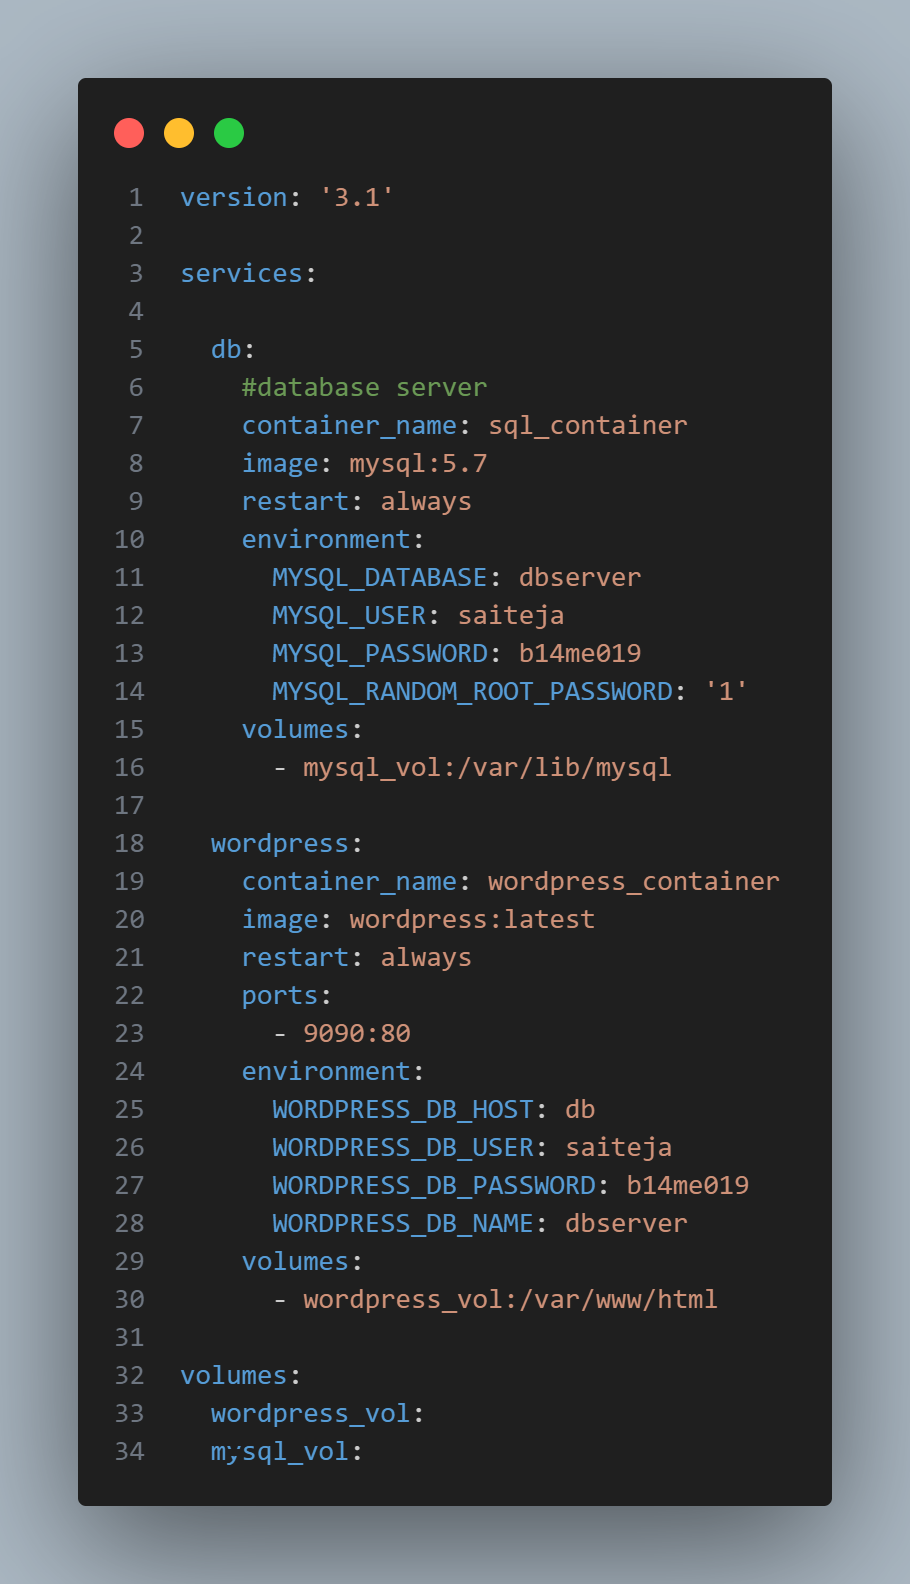 1 version: '3.1'
2
3 services:
4
5   db:
6     #database server
7     container_name: sql_container
8     image: mysql:5.7
9     restart: always
10     environment:
11       MYSQL_DATABASE: dbserver
12       MYSQL_USER: saiteja
13       MYSQL_PASSWORD: b14me019
14       MYSQL_RANDOM_ROOT_PASSWORD: '1'
15     volumes:
16       - mysql_vol:/var/lib/mysql
17
18   wordpress:
19     container_name: wordpress_container
20     image: wordpress:latest
21     restart: always
22     ports:
23       - 9090:80
24     environment:
25       WORDPRESS_DB_HOST: db
26       WORDPRESS_DB_USER: saiteja
27       WORDPRESS_DB_PASSWORD: b14me019
28       WORDPRESS_DB_NAME: dbserver
29     volumes:
30       - wordpress_vol:/var/www/html
31
32 volumes:
33   wordpress_vol:
34   mysql_vol: